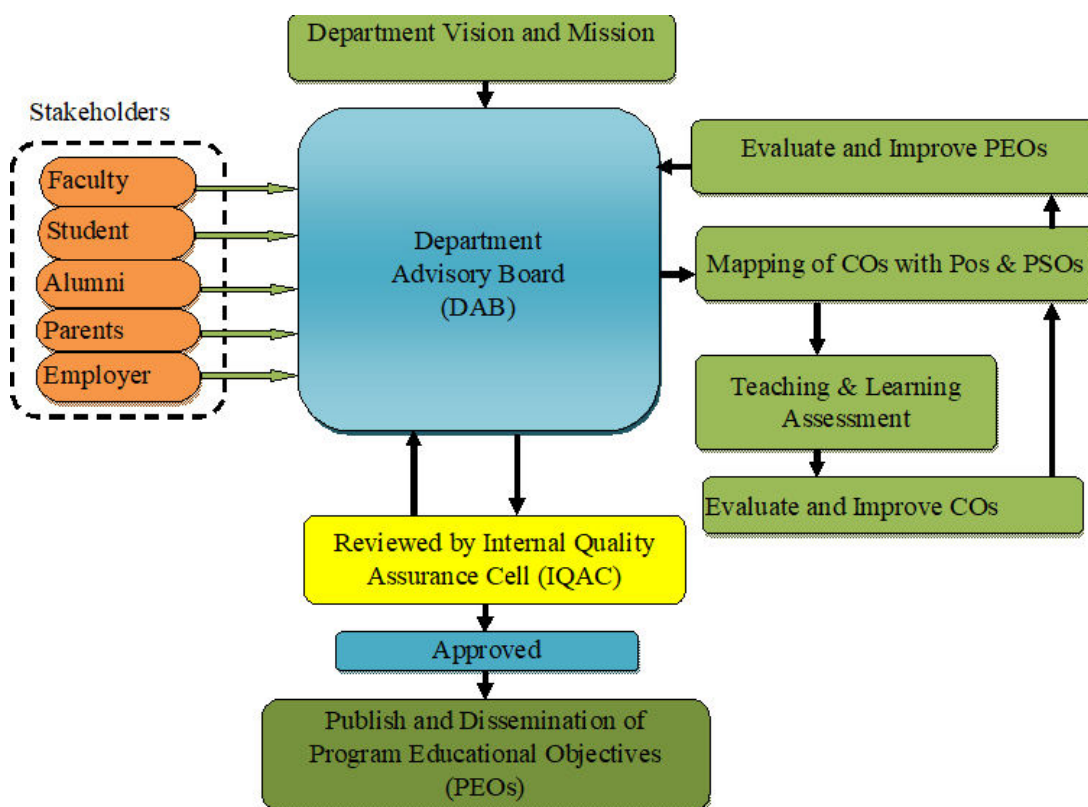 Department Vision and Mission
Stakeholders
Faculty
Student
Alumni
Parents
Employer
Department
Advisory Board
(DAB)
Evaluate and Improve PEOs
Mapping of COs with Pos & PSOs
Teaching & Learning
Assessment
Evaluate and Improve COs
Reviewed by Internal Quality
Assurance Cell (IQAC)
Approved
Publish and Dissemination of
Program Educational Objectives
(PEOs)